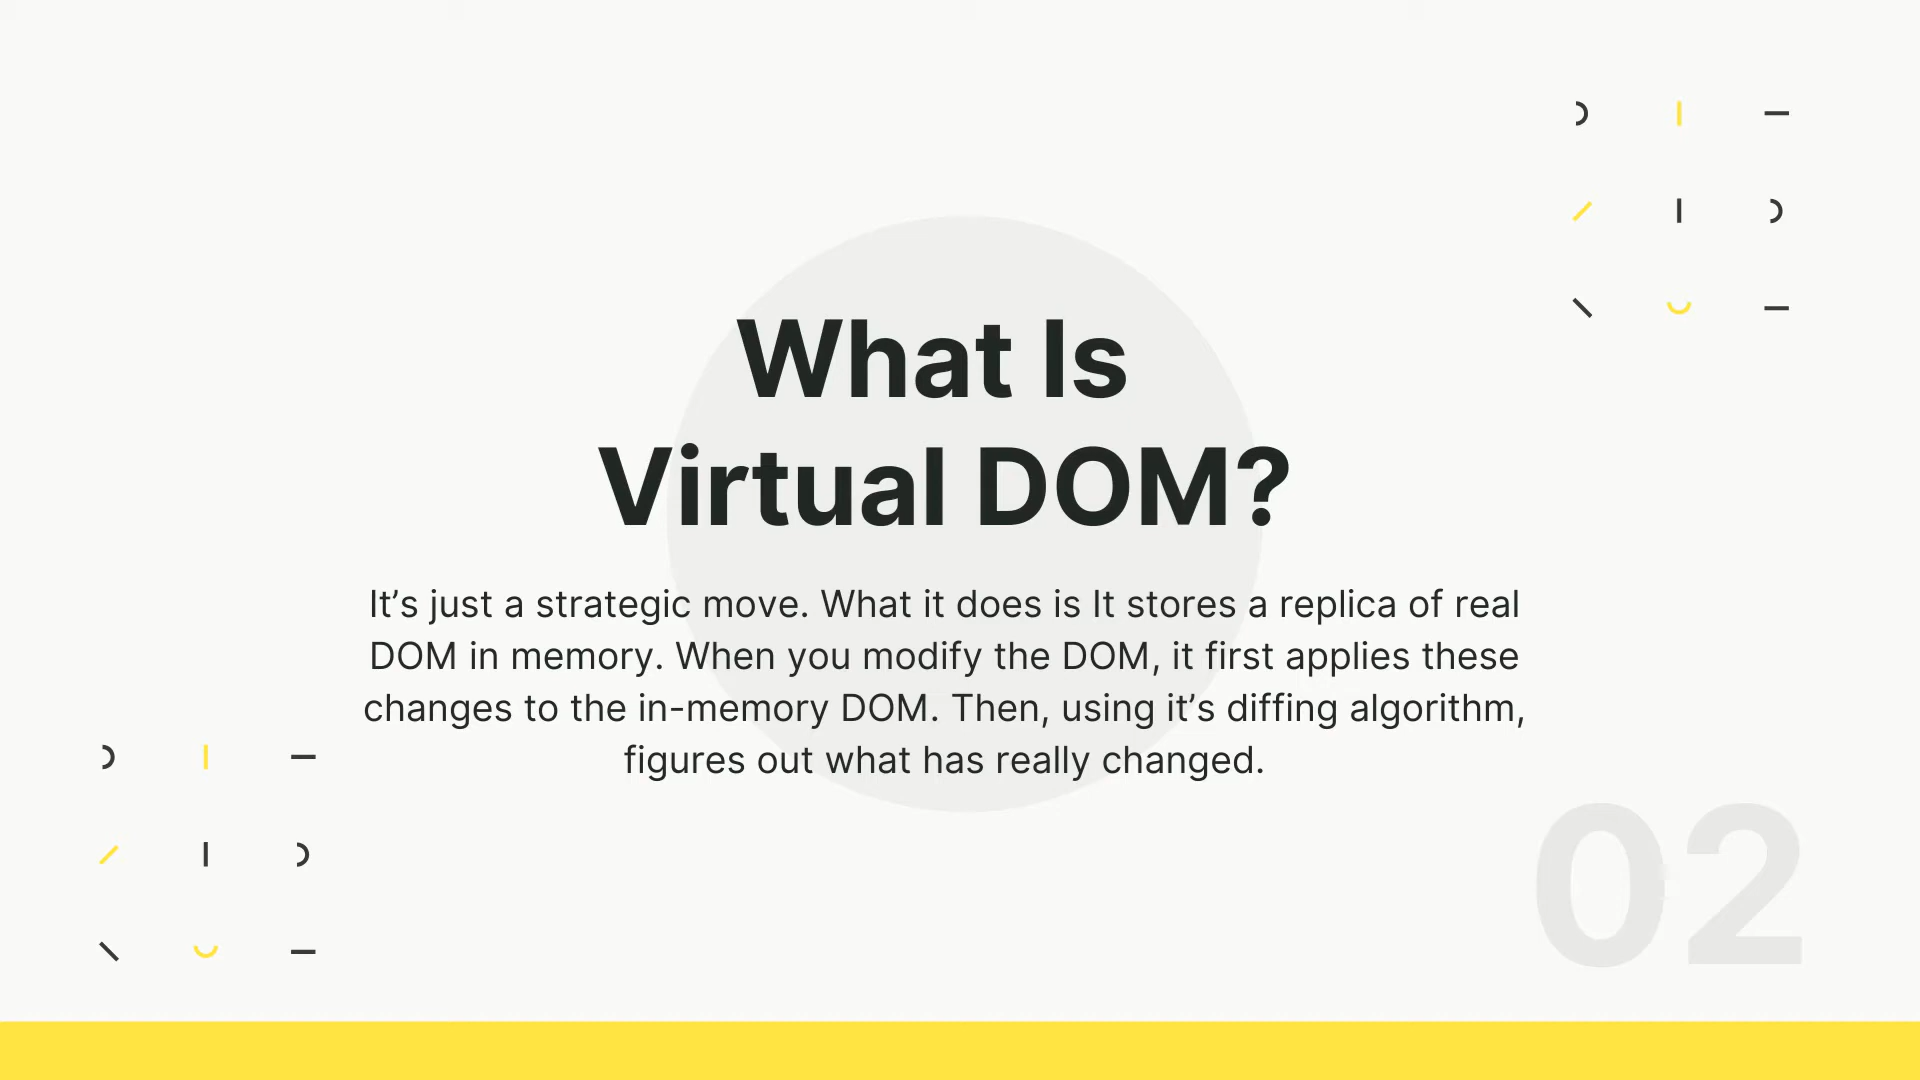 What Is
Virtual DOM?
It’s just a strategic move. What it does is It stores a replica of real
DOM in memory. When you modify the DOM, it first applies these
changes to the in-memory DOM. Then, using it’s diffing algorithm,
figures out what has really changed.
02